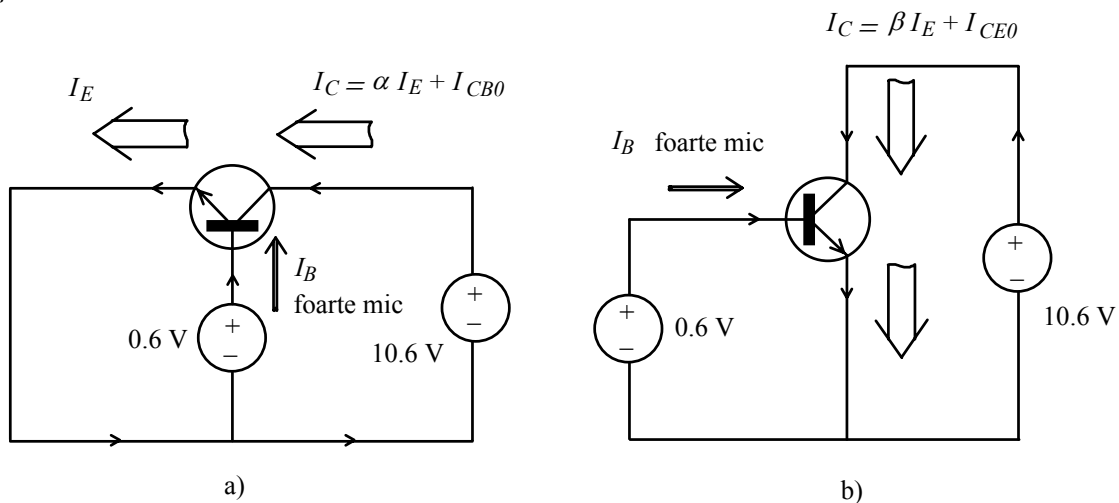 I_E
I_C = α I_E + I_CB0
I_B
foarte mic
0.6 V
+
–
10.6 V
+
–
a)
I_C = β I_E + I_CE0
I_B foarte mic
0.6 V
+
–
10.6 V
+
–
b)